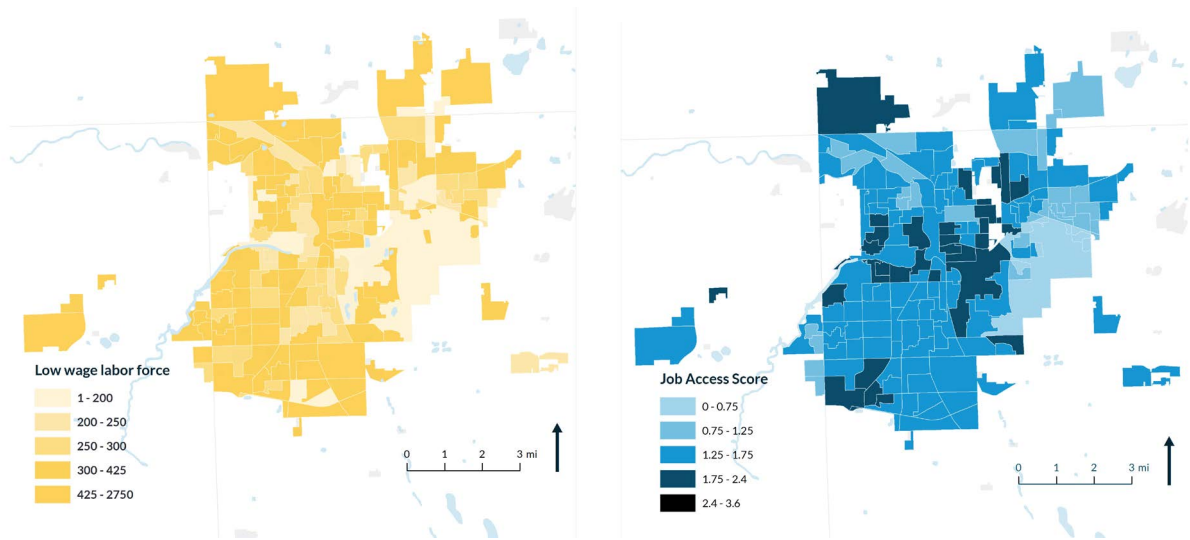 Low wage labor force
1 - 200
200 - 250
250 - 300
300 - 425
425 - 2750
0 1 2 3 mi
Job Access Score
0 - 0.75
0.75 - 1.25
1.25 - 1.75
1.75 - 2.4
2.4 - 3.6
0 1 2 3 mi